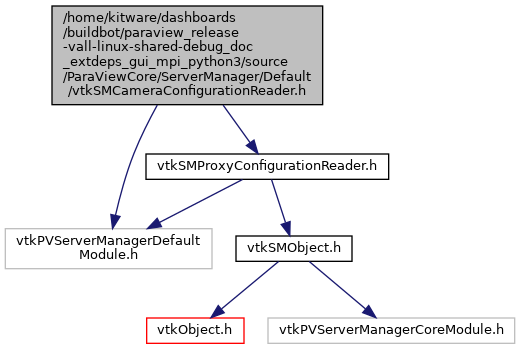 /home/kitware/dashboards
/buildbot/paraview_release
-vall-linux-shared-debug_doc
_extdeps_gui_mpi_python3/source
/ParaViewCore/ServerManager/Default
/vtkSMCameraConfigurationReader.h
vtkSMProxyConfigurationReader.h
vtkPVServerManagerDefault
Module.h
vtkSMObject.h
vtkObject.h
vtkPVServerManagerCoreModule.h